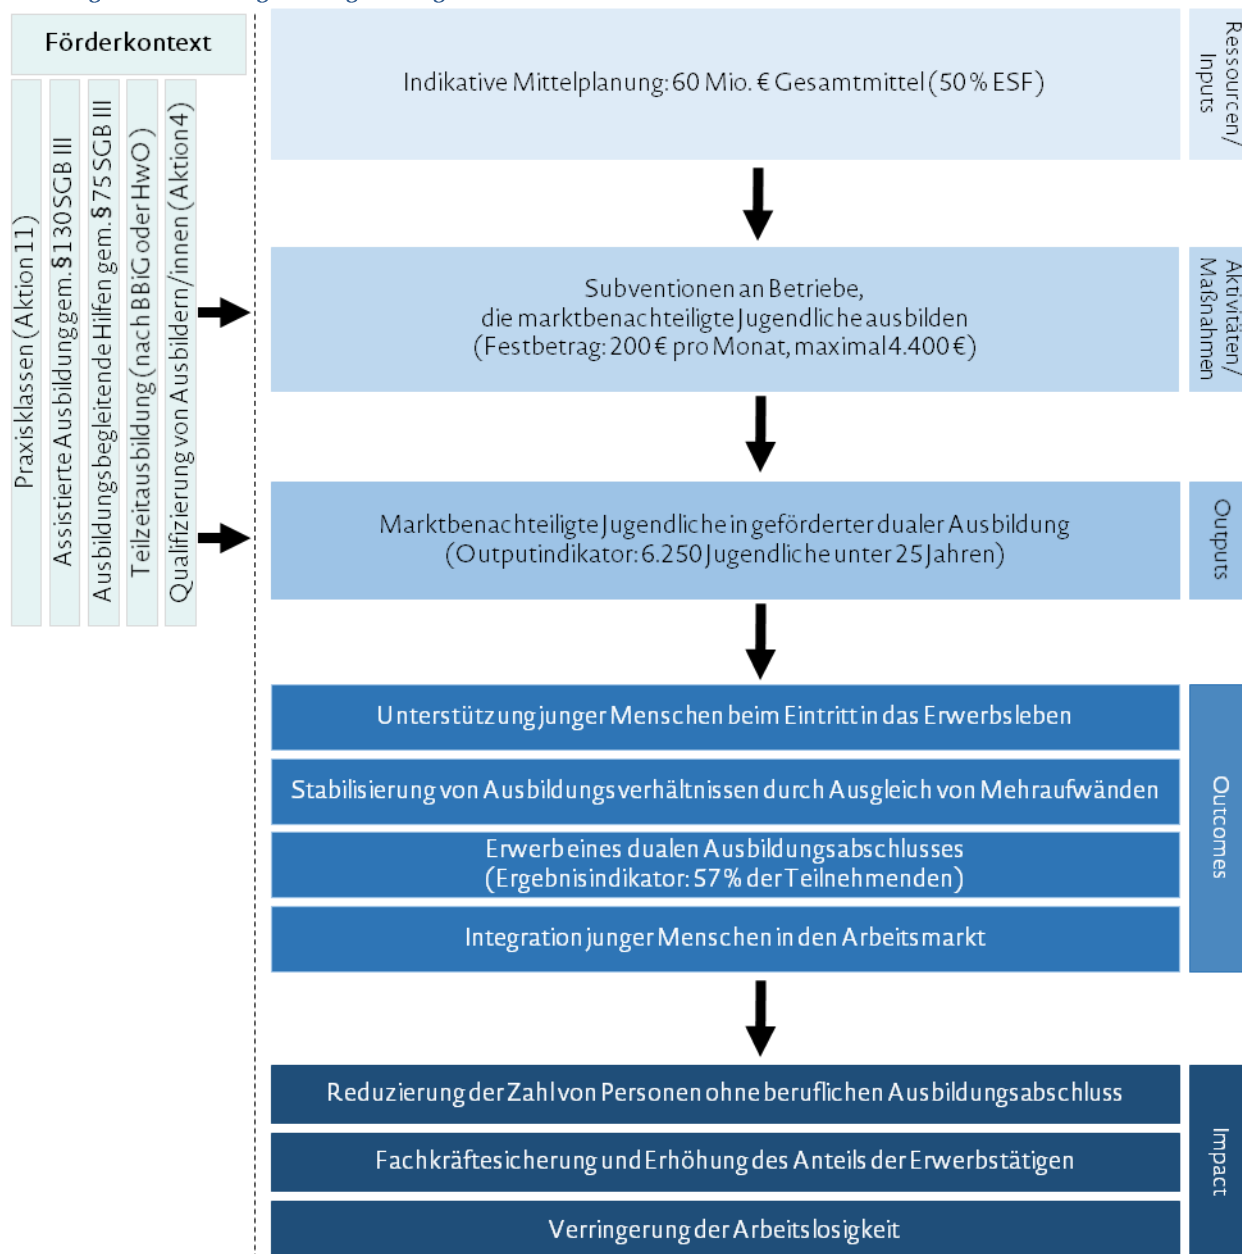 Förderkontext
Praxisklassen (Aktion 11)
Assistierte Ausbildung gem. § 130 SGB III
Ausbildungsbegleitende Hilfen gem. § 75 SGB III
Teilzeitausbildung (nach BBiG oder HwO)
Qualifizierung von Ausbildern/innen (Aktion 4)
Indikative Mittelplanung: 60 Mio. € Gesamtmittel (50 % ESF)
Ressourcen/
Inputs
Subventionen an Betriebe,
die marktbenachteiligte Jugendliche ausbilden
(Festbetrag: 200 € pro Monat, maximal 4.400 €)
Aktivitäten/
Maßnahmen
Marktbenachteiligte Jugendliche in geförderter dualer Ausbildung
(Outputindikator: 6.250 Jugendliche unter 25 Jahren)
Outputs
Unterstützung junger Menschen beim Eintritt in das Erwerbsleben
Stabilisierung von Ausbildungsverhältnissen durch Ausgleich von Mehraufwänden
Erwerb eines dualen Ausbildungsabschlusses
(Ergebnisindikator: 57 % der Teilnehmenden)
Integration junger Menschen in den Arbeitsmarkt
Outcomes
Reduzierung der Zahl von Personen ohne beruflichen Ausbildungsabschluss
Fachkräftesicherung und Erhöhung des Anteils der Erwerbstätigen
Verringerung der Arbeitslosigkeit
Impact